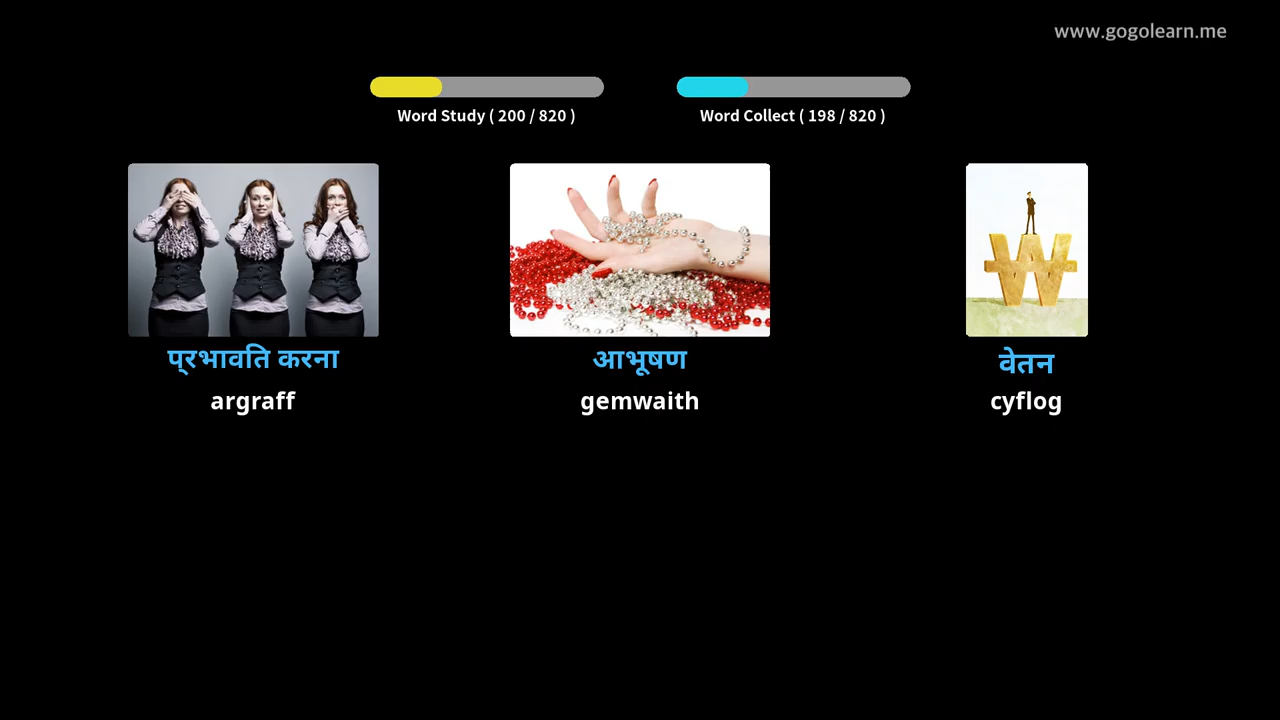 www.gogolearn.me
Word Study ( 200 / 820 )
Word Collect ( 198 / 820 )
प्रभावति करना
आभूषण
वेतन
argraff
gemwaith
cyflog